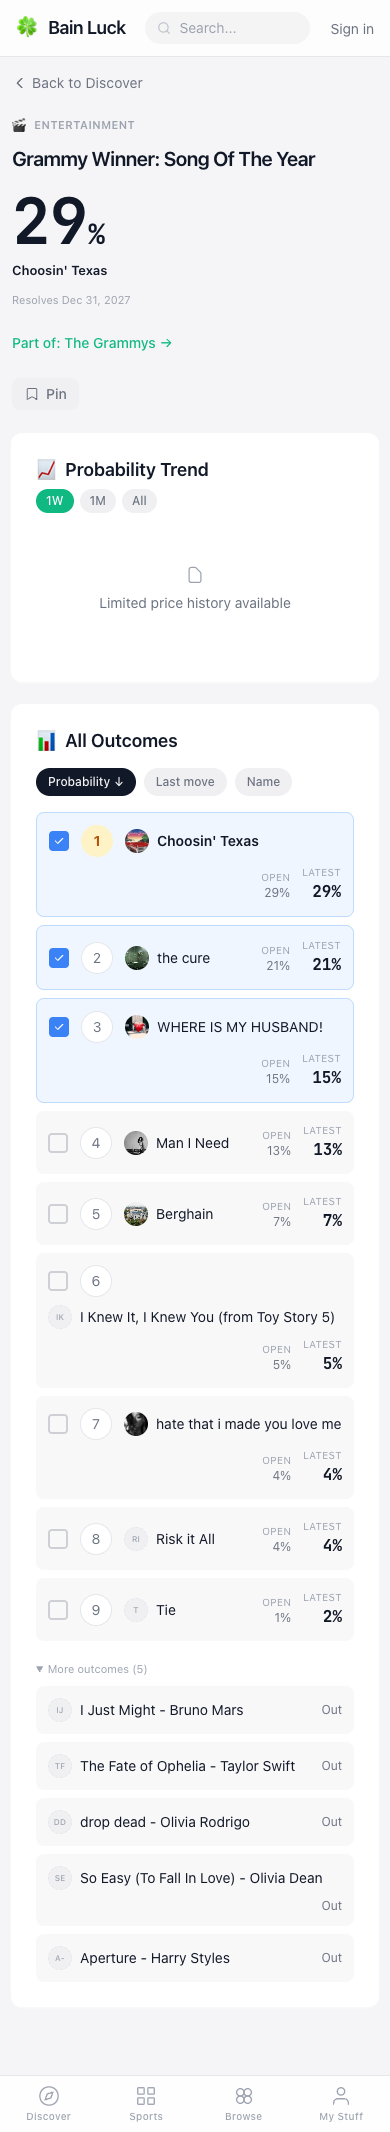 Bain Luck
Search...
Sign in
Back to Discover
ENTERTAINMENT
Grammy Winner: Song Of The Year
29%
Choosin' Texas
Resolves Dec 31, 2027
Part of: The Grammys →
Pin
Probability Trend
1W 1M All
Limited price history available
All Outcomes
Probability ↓ Last move Name
1 Choosin' Texas
OPEN LATEST
29% 29%
2 the cure
OPEN LATEST
21% 21%
3 WHERE IS MY HUSBAND!
OPEN LATEST
15% 15%
4 Man I Need
OPEN LATEST
13% 13%
5 Berghain
OPEN LATEST
7% 7%
6
IK I Knew It, I Knew You (from Toy Story 5)
OPEN LATEST
5% 5%
7 hate that i made you love me
OPEN LATEST
4% 4%
8 RI Risk it All
OPEN LATEST
4% 4%
9 T Tie
OPEN LATEST
1% 2%
▼ More outcomes (5)
IJ I Just Might - Bruno Mars Out
TF The Fate of Ophelia - Taylor Swift Out
DD drop dead - Olivia Rodrigo Out
SE So Easy (To Fall In Love) - Olivia Dean
Out
A- Aperture - Harry Styles Out
Discover Sports Browse My Stuff